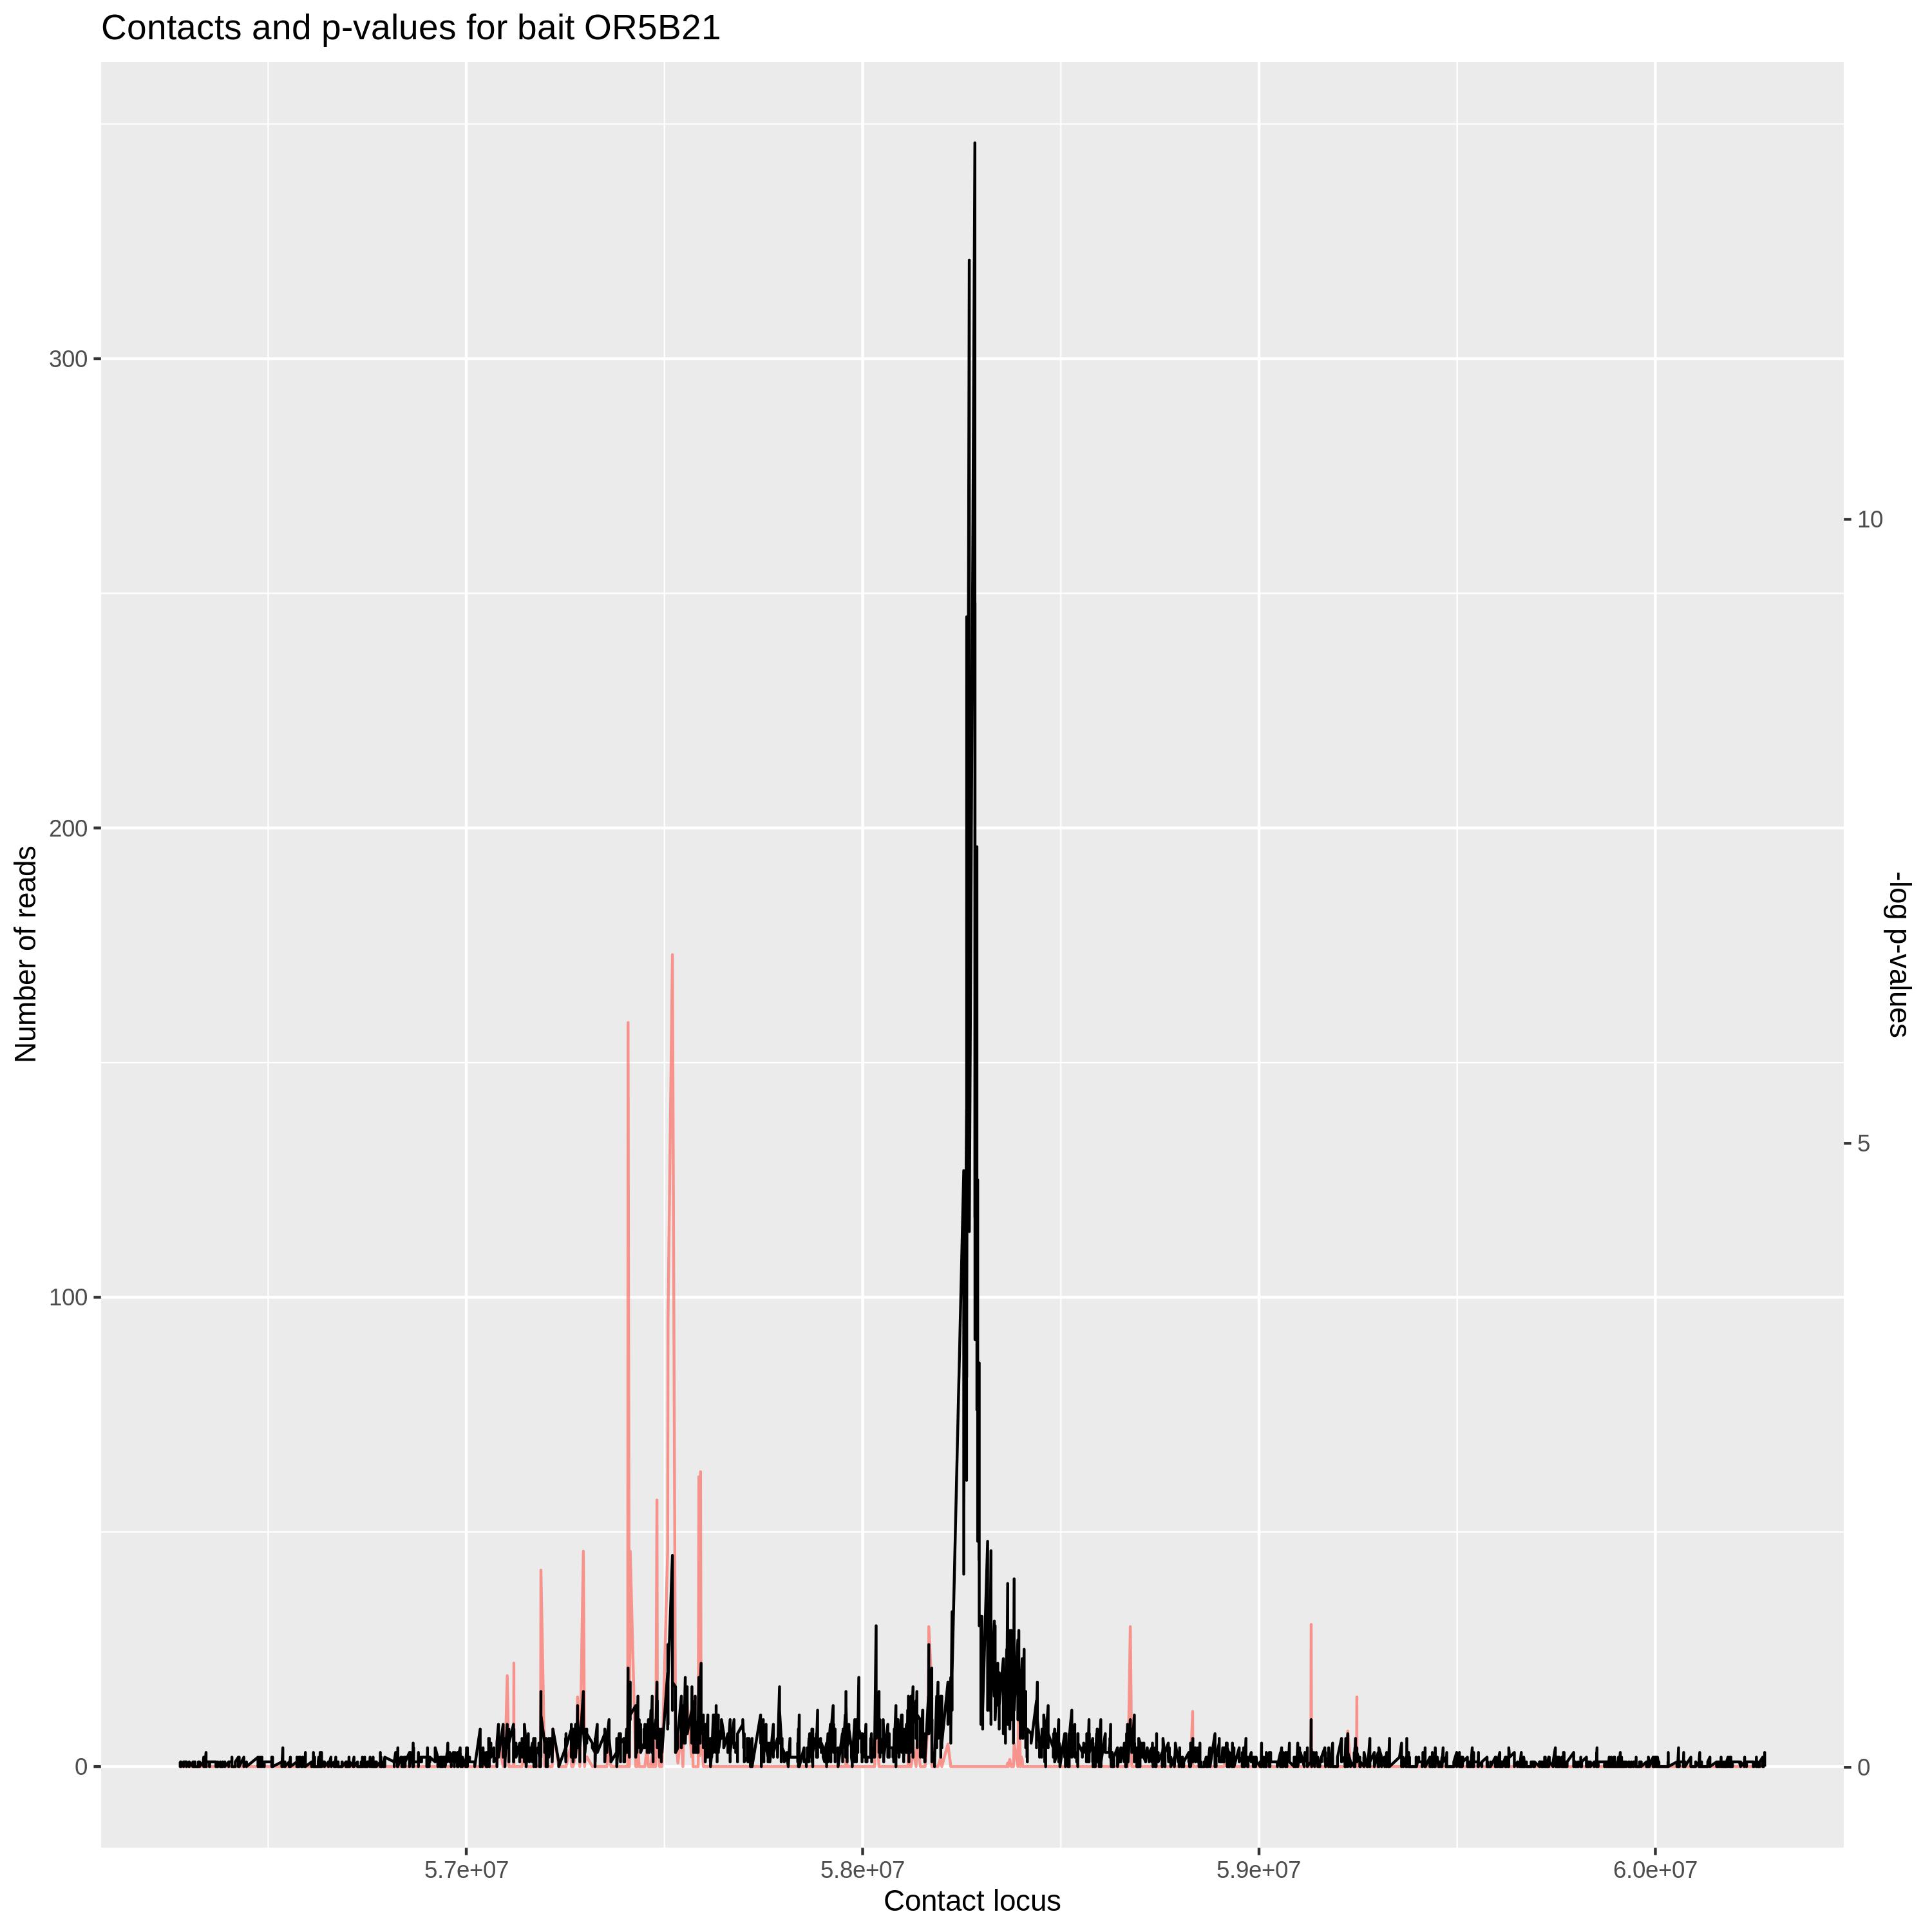 Contacts and p-values for bait OR5B21
300
200
100
0
Number of reads
10
5
0
-log p-values
5.7e+07 5.8e+07 5.9e+07 6.0e+07
Contact locus